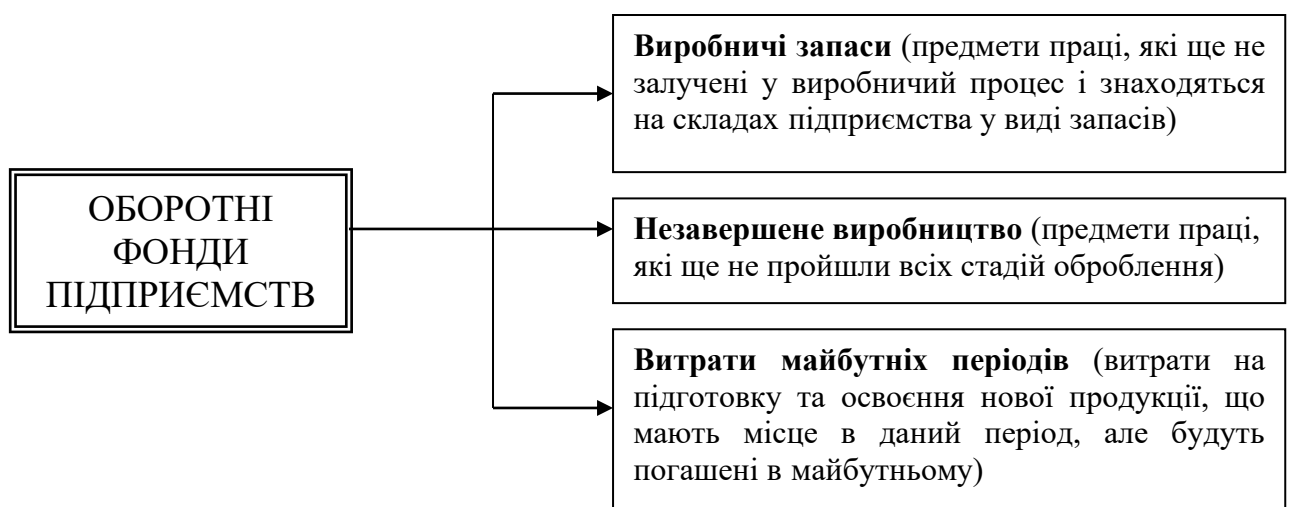 ОБОРОТНІ
ФОНДИ
ПІДПРИЄМСТВ
Виробничі запаси (предмети праці, які ще не
залучені у виробничий процес і знаходяться
на складах підприємства у виді запасів)
Незавершене виробництво (предмети праці,
які ще не пройшли всіх стадій оброблення)
Витрати майбутніх періодів (витрати на
підготовку та освоєння нової продукції, що
мають місце в даний період, але будуть
погашені в майбутньому)